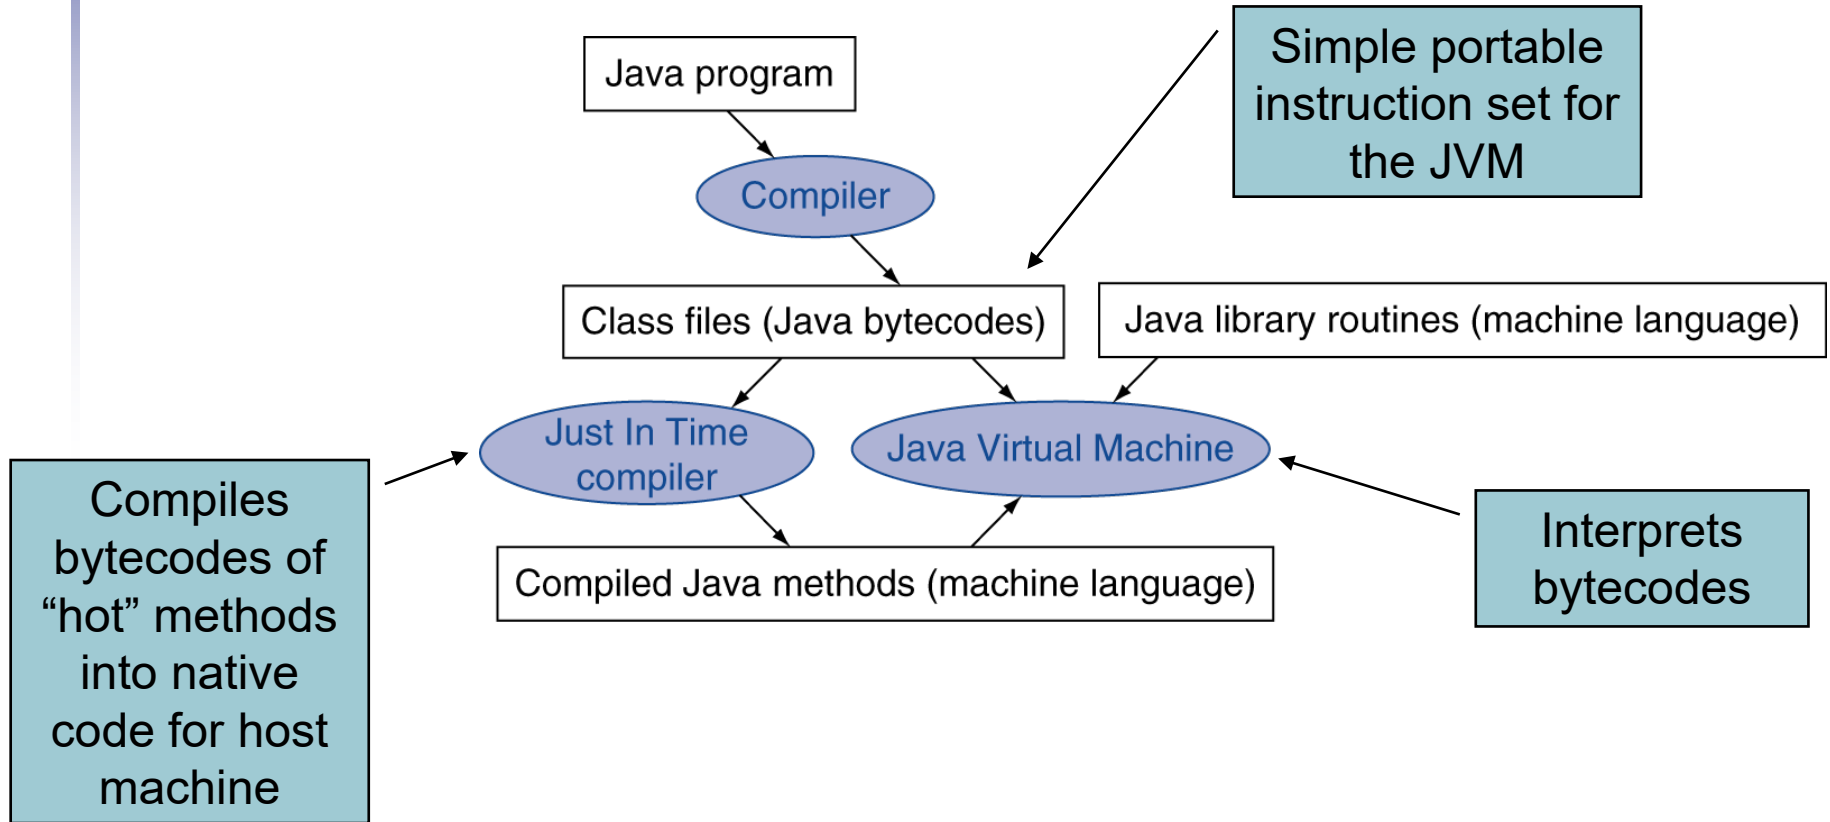 Java program
Simple portable
instruction set for
the JVM
Compiler
Class files (Java bytecodes)
Java library routines (machine language)
Just In Time
compiler
Java Virtual Machine
Compiles
bytecodes of
“hot” methods
into native
code for host
machine
Interprets
bytecodes
Compiled Java methods (machine language)